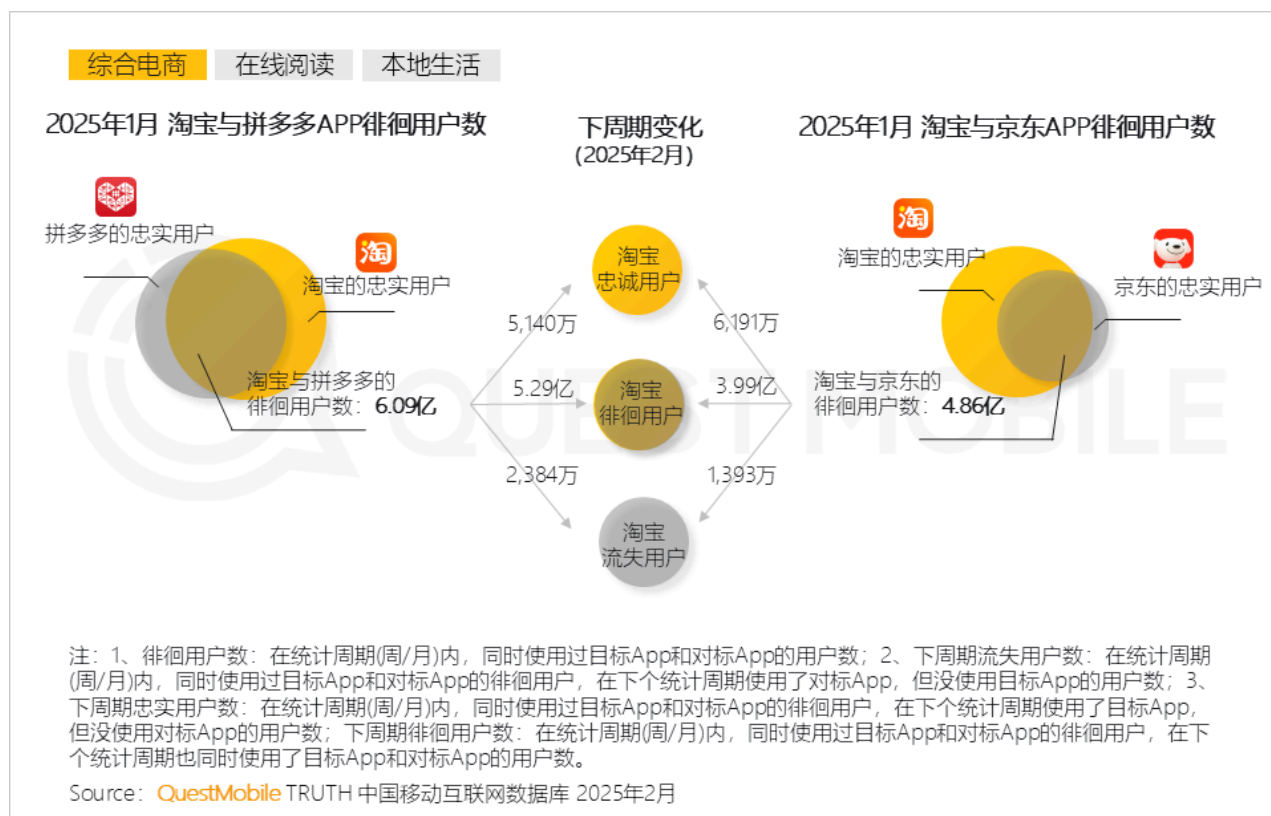 综合电商
在线阅读
本地生活
2025年1月 淘宝与拼多多APP徘徊用户数
下周期变化
(2025年2月)
2025年1月 淘宝与京东APP徘徊用户数
拼多多的忠实用户
淘
淘宝的忠实用户
淘宝与拼多多的
徘徊用户数：6.09亿
5,140万
5.29亿
2,384万
淘宝
忠诚用户
淘宝
徘徊用户
淘宝
流失用户
6,191万
3.99亿
1,393万
淘
淘宝的忠实用户
京东的忠实用户
淘宝与京东的
徘徊用户数：4.86亿
QUEST MOBILE
注：1、徘徊用户数：在统计周期(周/月)内，同时使用过目标App和对标App的用户数；2、下周期流失用户数：在统计周期
(周/月)内，同时使用过目标App和对标App的徘徊用户，在下个统计周期使用了对标App，但没使用目标App的用户数；3、
下周期忠实用户数：在统计周期(周/月)内，同时使用过目标App和对标App的徘徊用户，在下个统计周期使用了目标App，
但没使用对标App的用户数；下周期徘徊用户数：在统计周期(周/月)内，同时使用过目标App和对标App的徘徊用户，在下
个统计周期也同时使用了目标App和对标App的用户数。
Source：QuestMobile TRUTH 中国移动互联网数据库 2025年2月